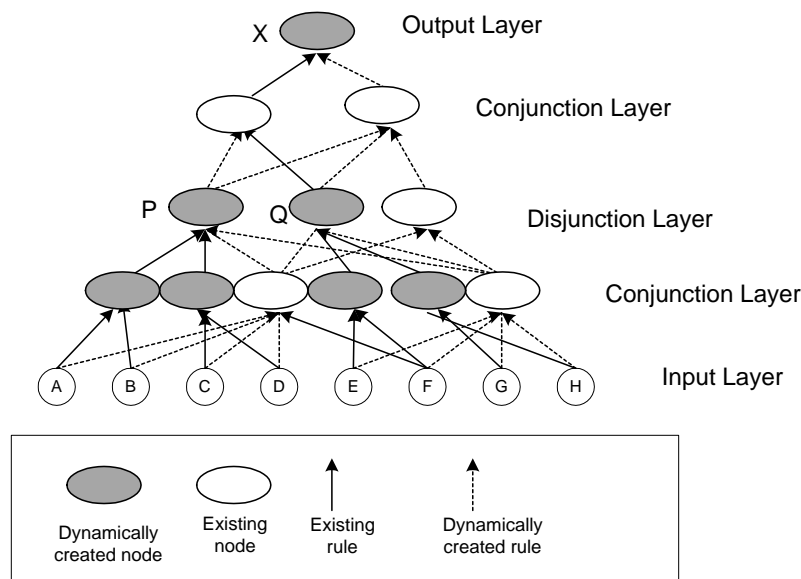 X
Output Layer
Conjunction Layer
P
Q
Disjunction Layer
Conjunction Layer
A B C D E F G H
Input Layer
Dynamically
created node
Existing
node
Existing
rule
Dynamically
created rule